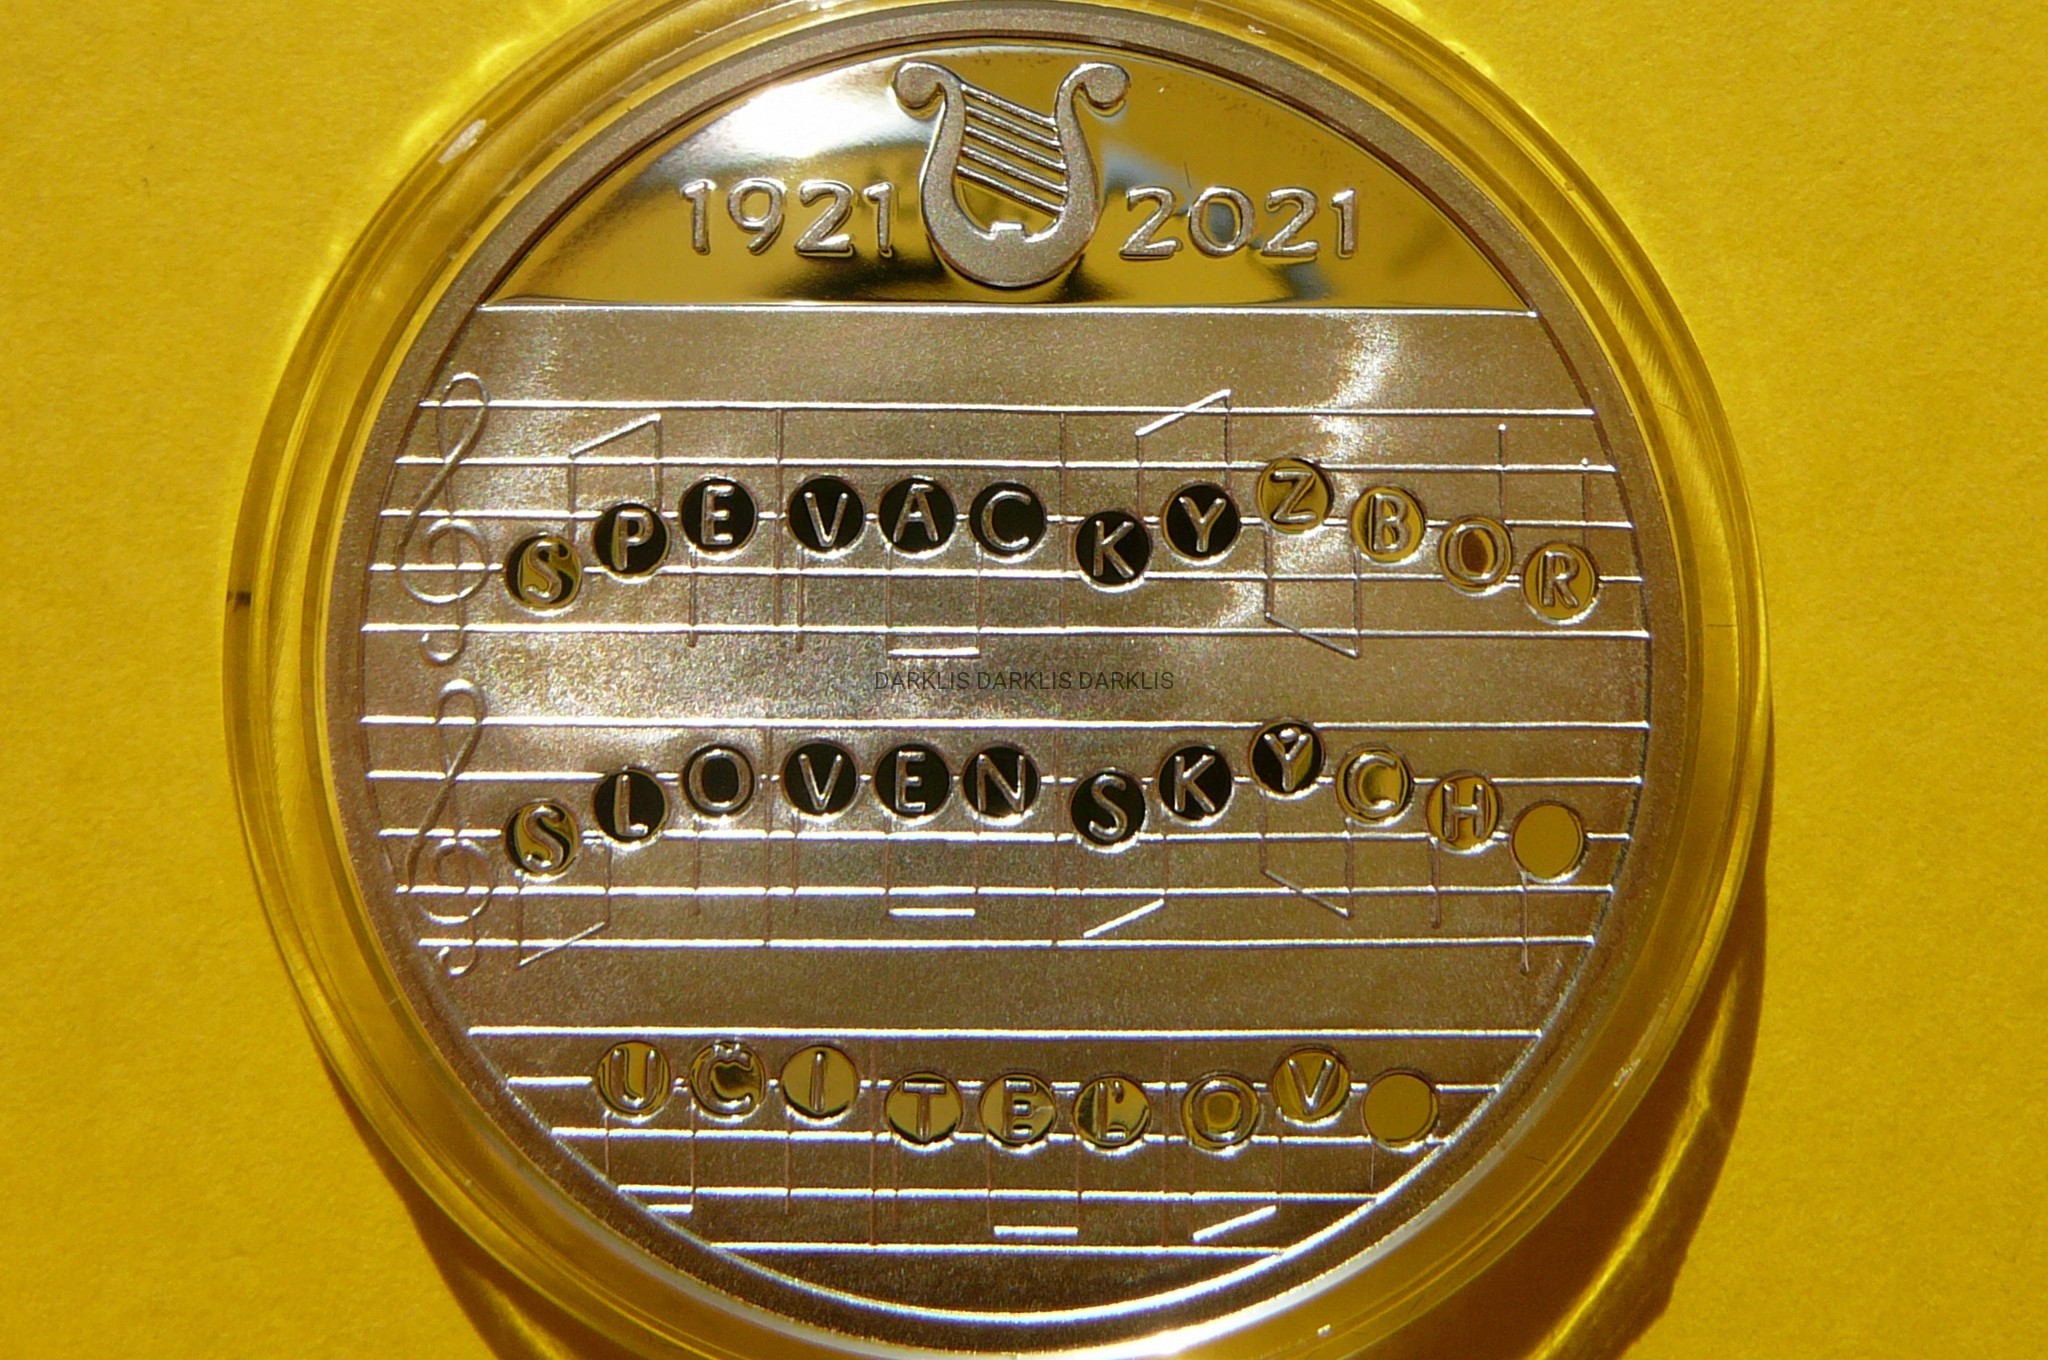 1921 2021
SPEVÁCKY ZBOR
DARKLIS DARKLIS DARKLIS
SLOVENSKÝCH
UČITEĽOV